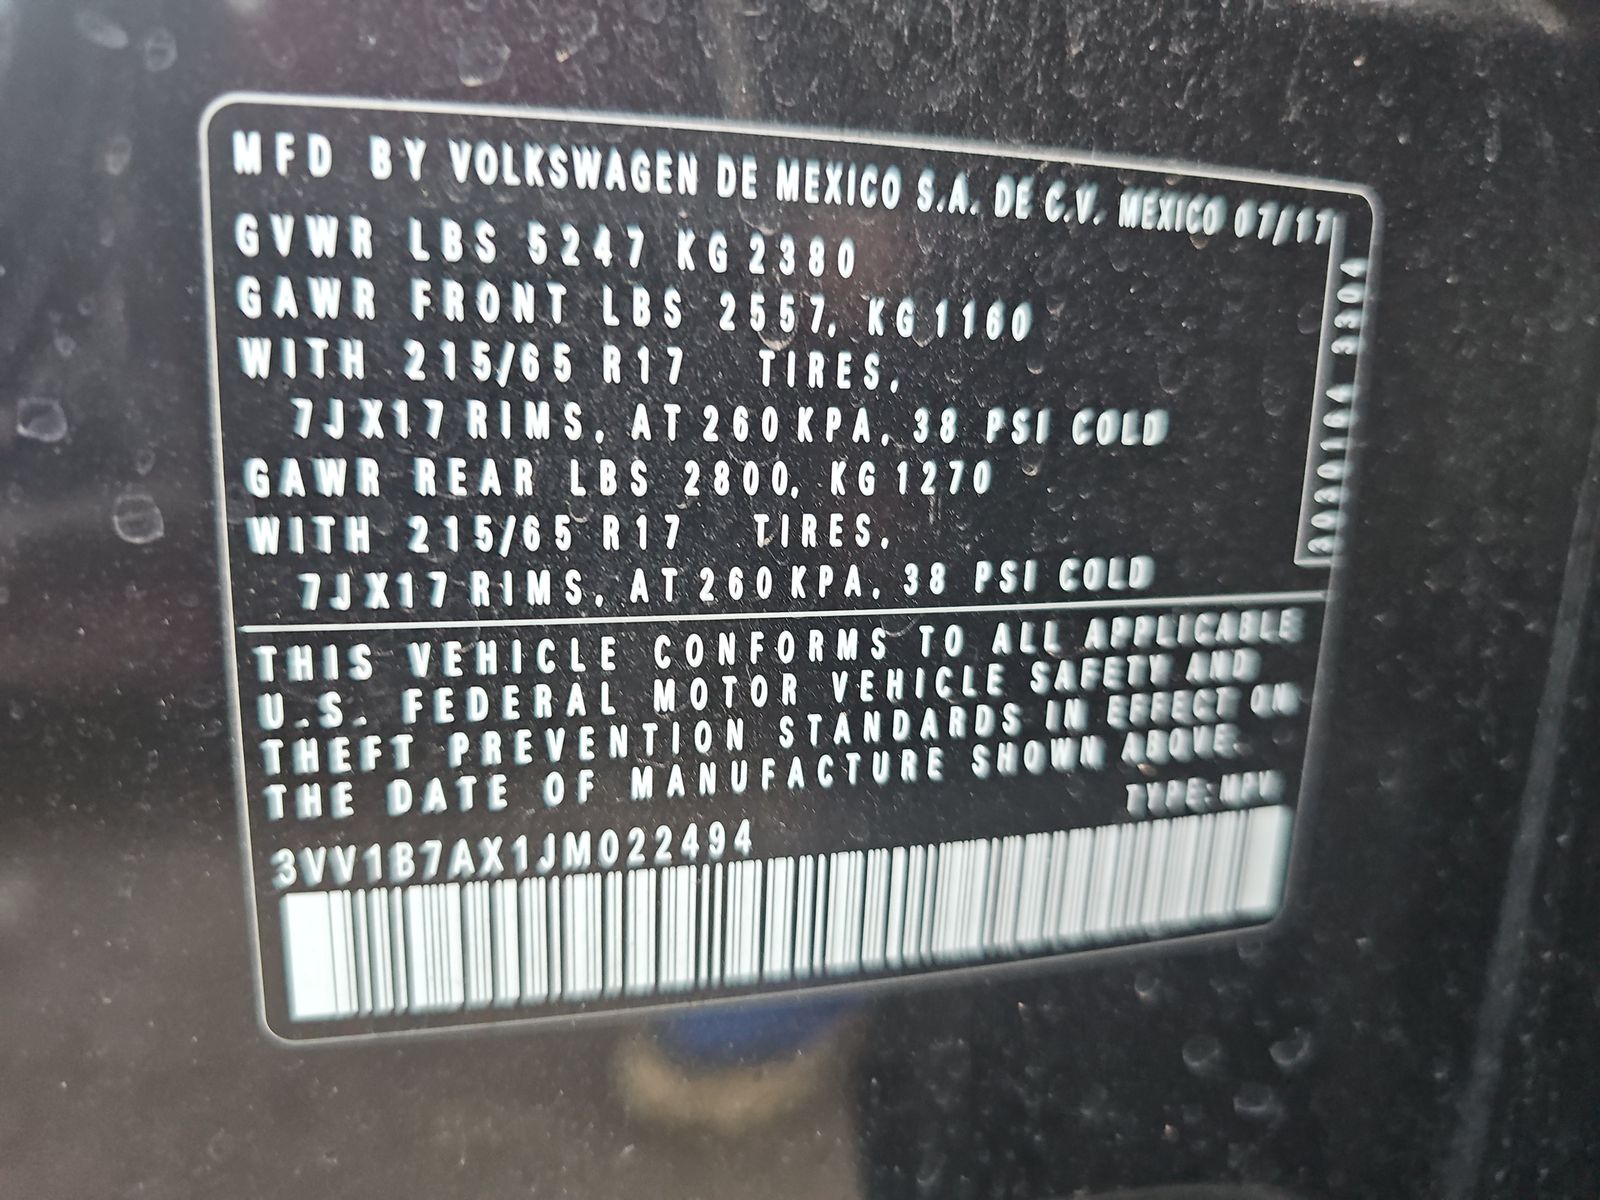 MFD BY VOLKSWAGEN DE MEXICO S.A. DE C.V. MEXICO 07/17
GVWR LBS 5247 KG 2380
GAWR FRONT LBS 2557, KG 1160
WITH 215/65 R17 TIRES,
7JX17 RIMS, AT 260 KPA, 38 PSI COLD
GAWR REAR LBS 2800, KG 1270
WITH 215/65 R17 TIRES,
7JX17 RIMS, AT 260 KPA, 38 PSI COLD
THIS VEHICLE CONFORMS TO ALL APPLICABLE
U.S. FEDERAL MOTOR VEHICLE SAFETY AND
THEFT PREVENTION STANDARDS IN EFFECT ON
THE DATE OF MANUFACTURE SHOWN ABOVE.
TYPE: MPV
3VV1B7AX1JM022494